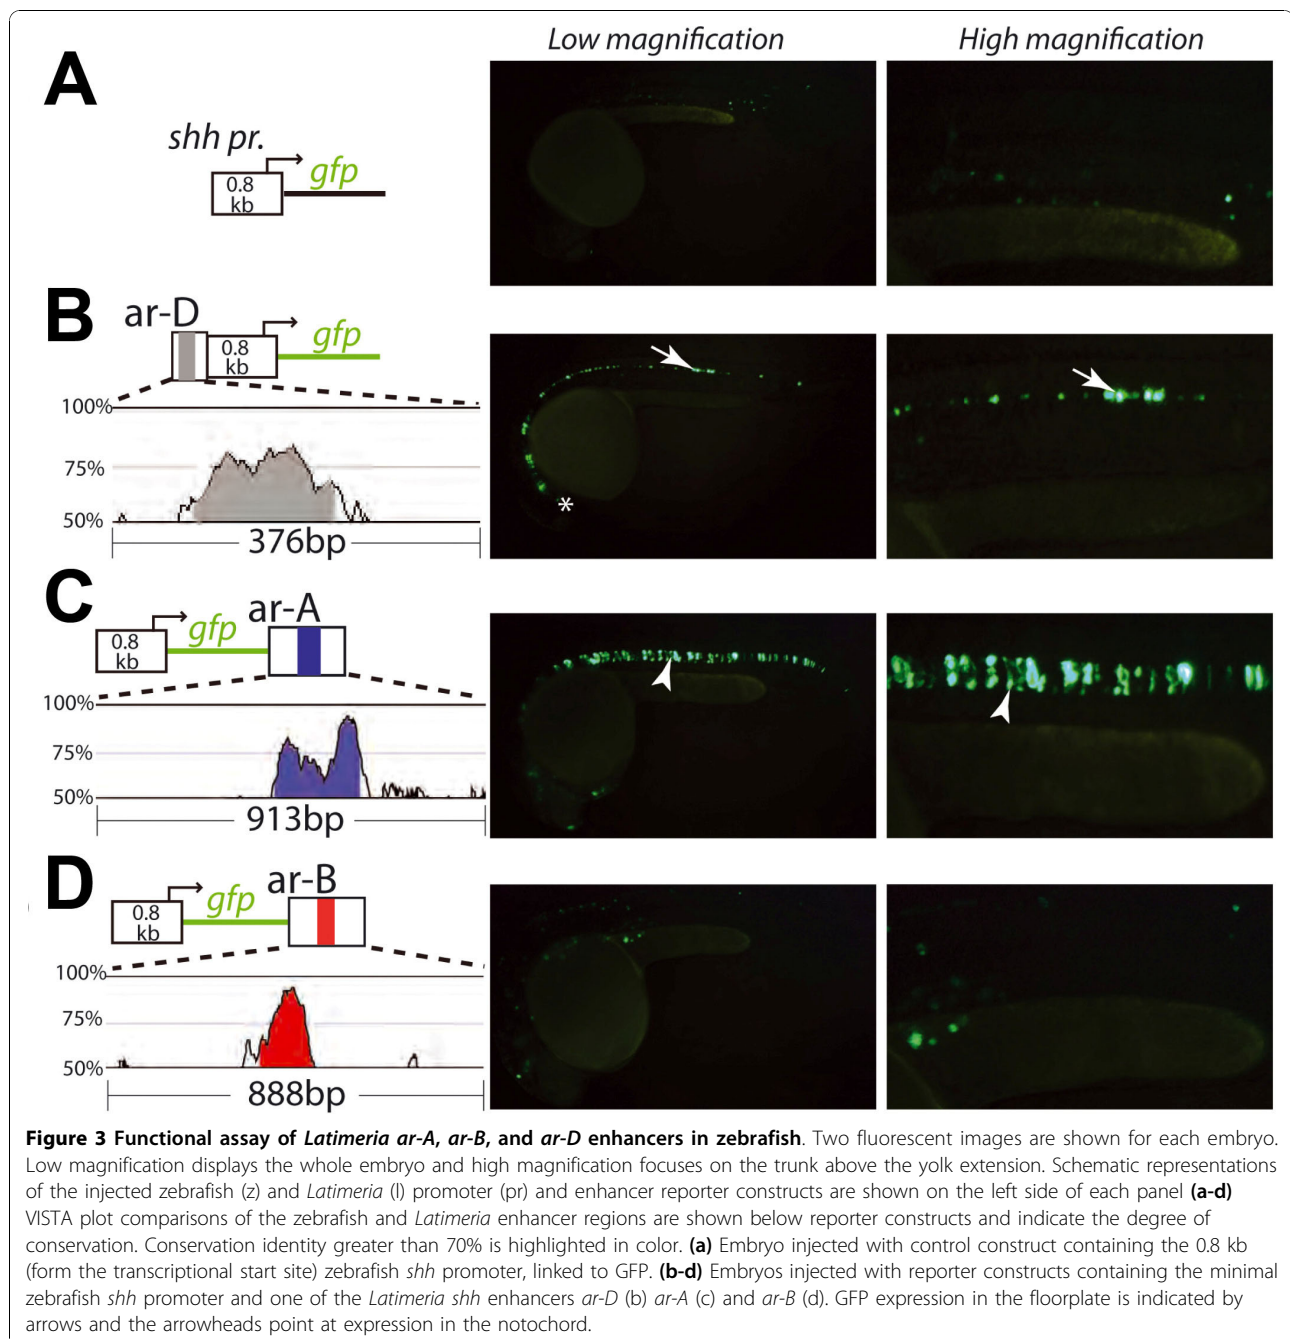 Low magnification
High magnification
A
shh pr.
0.8
kb
gfp
B
ar-D
0.8
kb
gfp
100%
75%
50%
376bp
*
C
ar-A
0.8
kb
gfp
100%
75%
50%
913bp
D
ar-B
0.8
kb
gfp
100%
75%
50%
888bp
Figure 3 Functional assay of Latimeria ar-A, ar-B, and ar-D enhancers in zebrafish. Two fluorescent images are shown for each embryo.
Low magnification displays the whole embryo and high magnification focuses on the trunk above the yolk extension. Schematic representations
of the injected zebrafish (z) and Latimeria (l) promoter (pr) and enhancer reporter constructs are shown on the left side of each panel (a-d)
VISTA plot comparisons of the zebrafish and Latimeria enhancer regions are shown below reporter constructs and indicate the degree of
conservation. Conservation identity greater than 70% is highlighted in color. (a) Embryo injected with control construct containing the 0.8 kb
(form the transcriptional start site) zebrafish shh promoter, linked to GFP. (b-d) Embryos injected with reporter constructs containing the minimal
zebrafish shh promoter and one of the Latimeria shh enhancers ar-D (b) ar-A (c) and ar-B (d). GFP expression in the floorplate is indicated by
arrows and the arrowheads point at expression in the notochord.